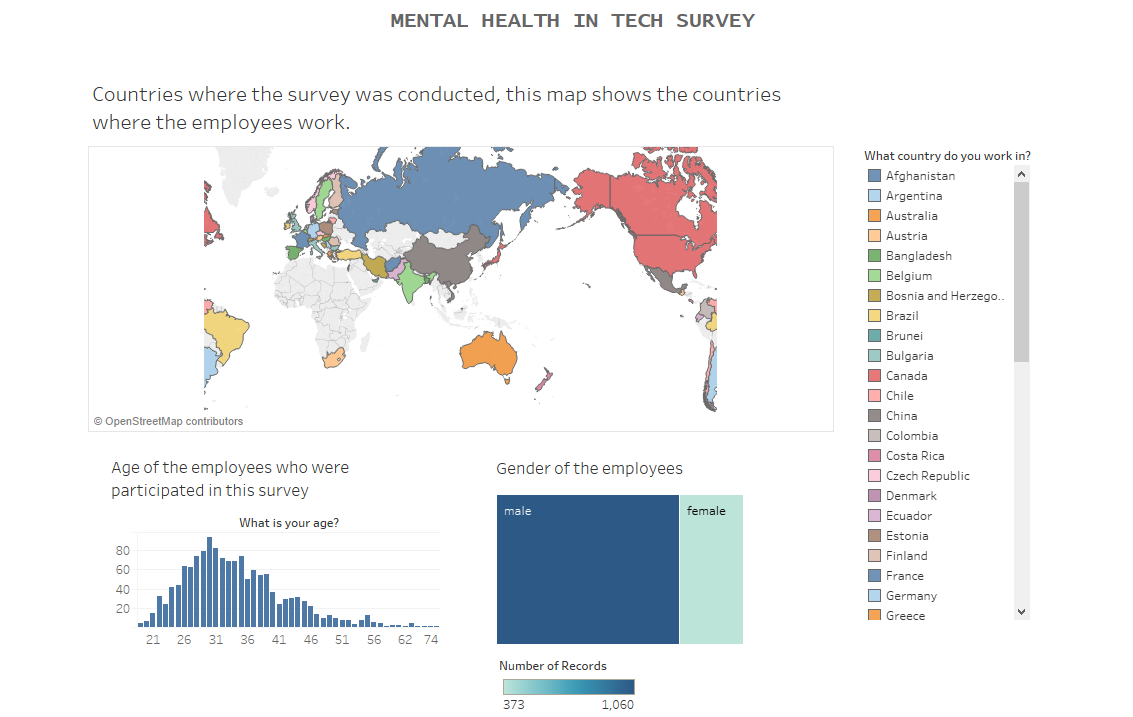 MENTAL HEALTH IN TECH SURVEY
Countries where the survey was conducted, this map shows the countries
where the employees work.
© OpenStreetMap contributors
What country do you work in?
Afghanistan
Argentina
Australia
Austria
Bangladesh
Belgium
Bosnia and Herzego..
Brazil
Brunei
Bulgaria
Canada
Chile
China
Colombia
Costa Rica
Czech Republic
Denmark
Ecuador
Estonia
Finland
France
Germany
Greece
Age of the employees who were
participated in this survey
What is your age?
80
60
40
20
21 26 31 36 41 46 51 56 62 74
Gender of the employees
male female
Number of Records
373 1,060